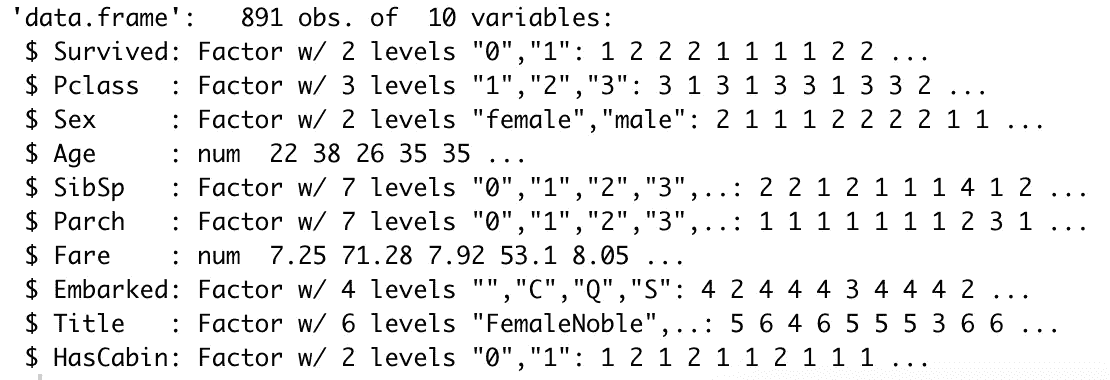 'data.frame':   891 obs. of  10 variables:
 $ Survived: Factor w/ 2 levels "0","1": 1 2 2 2 1 1 1 1 2 2 ...
 $ Pclass  : Factor w/ 3 levels "1","2","3": 3 1 3 1 3 3 1 3 3 2 ...
 $ Sex     : Factor w/ 2 levels "female","male": 2 1 1 1 2 2 2 2 1 1 ...
 $ Age     : num  22 38 26 35 35 ...
 $ SibSp   : Factor w/ 7 levels "0","1","2","3",..: 2 2 1 2 1 1 1 4 1 2 ...
 $ Parch   : Factor w/ 7 levels "0","1","2","3",..: 1 1 1 1 1 1 1 2 3 1 ...
 $ Fare    : num  7.25 71.28 7.92 53.1 8.05 ...
 $ Embarked: Factor w/ 4 levels "","C","Q","S": 4 2 4 4 4 3 4 4 4 2 ...
 $ Title   : Factor w/ 6 levels "FemaleNoble",..: 5 6 4 6 5 5 5 3 6 6 ...
 $ HasCabin: Factor w/ 2 levels "0","1": 1 2 1 2 1 1 2 1 1 1 ...